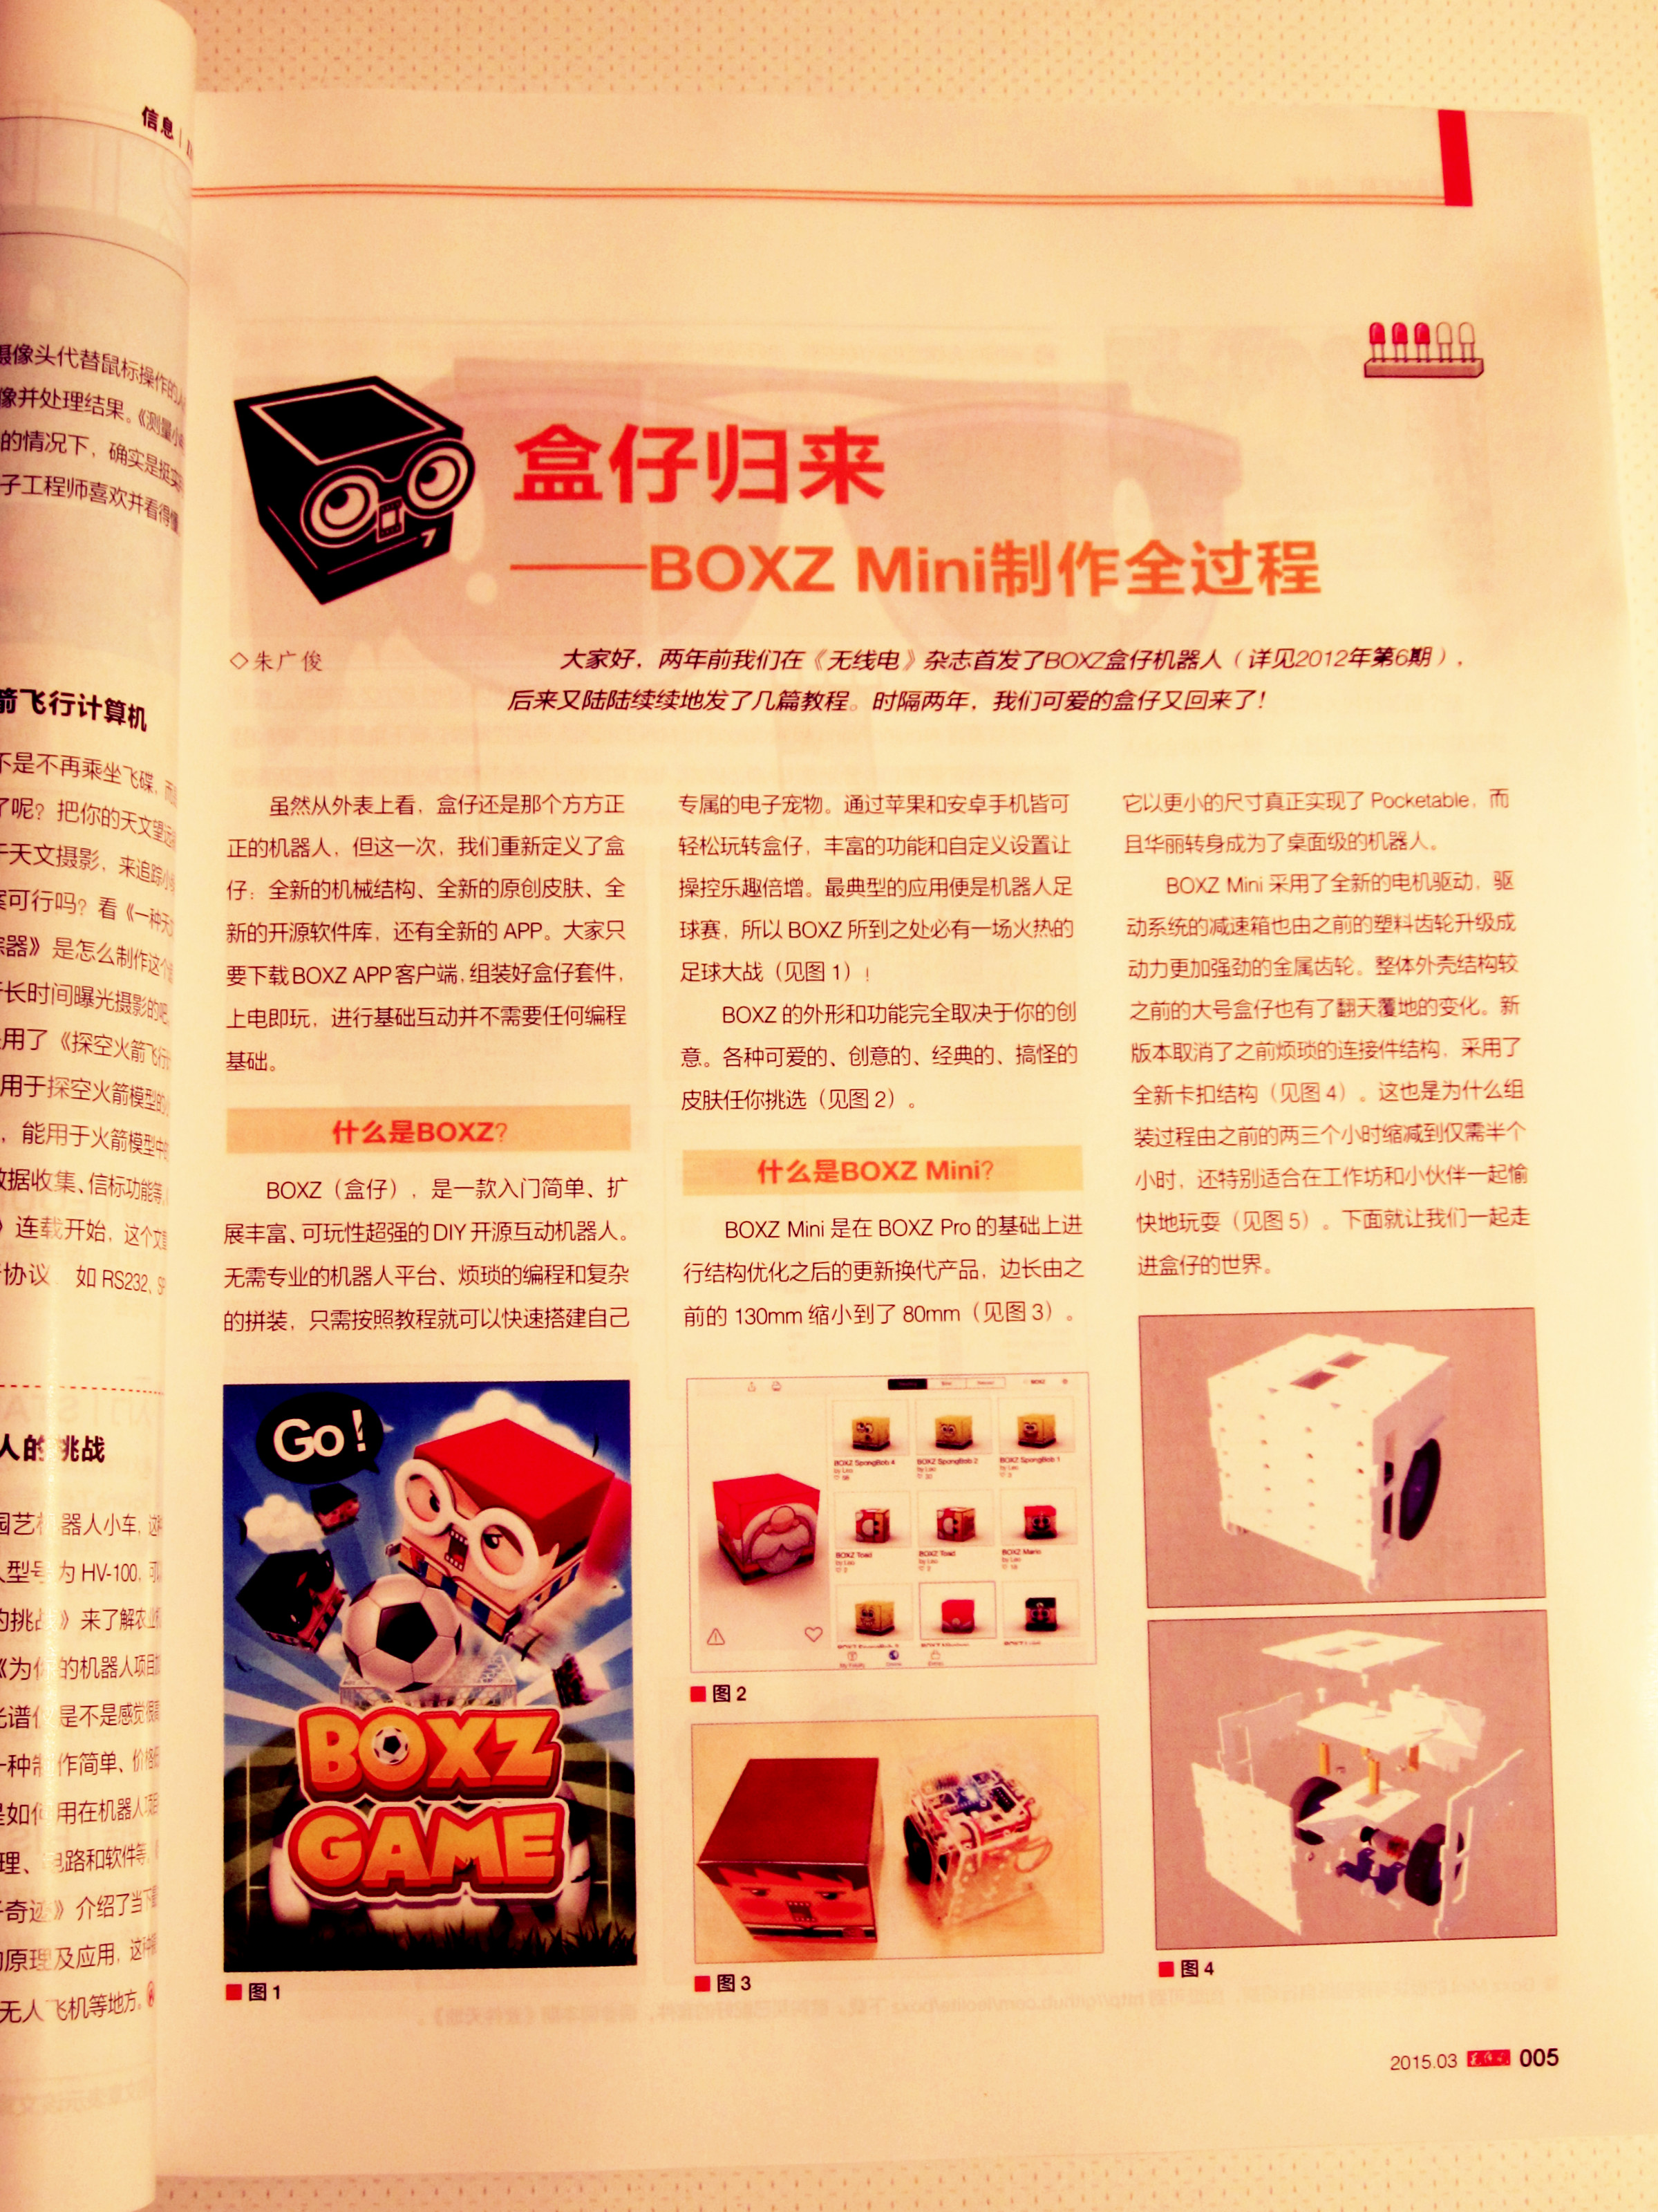 信息
摄像头代替鼠标操作的
像并处理结果。《测量小
的情况下，确实是挺实
子工程师喜欢并看得懂
箭飞行计算机
不是不再乘坐飞碟，而
了呢？把你的天文望远
于天文摄影，来追踪小
案可行吗？看《一种天
踪器》是怎么制作这个
行长时间曝光摄影的吧
用了《探空火箭飞行
用于探空火箭模型的
，能用于火箭模型中
数据收集、信标功能等
》连载开始，这个文
协议 如 RS232、
人的 挑战
园艺 器人小车，
型号为 HV-100，可
的挑战》来了解农业
《为你的机器人项目
光谱仪是不是感觉很
一种制作简单、价格
是如何用在机器人项
理、电路和软件等
子奇迹》介绍了当下
的原理及应用，这种
无人飞机等地方。
盒仔归来
——BOXZ Mini制作全过程
◇朱广俊
大家好，两年前我们在《无线电》杂志首发了BOXZ盒仔机器人（详见2012年第6期），
后来又陆陆续续地发了几篇教程。时隔两年，我们可爱的盒仔又回来了！
虽然从外表上看，盒仔还是那个方方正
正的机器人，但这一次，我们重新定义了盒
仔：全新的机械结构、全新的原创皮肤、全
新的开源软件库，还有全新的 APP。大家只
要下载 BOXZ APP 客户端，组装好盒仔套件，
上电即玩，进行基础互动并不需要任何编程
基础。
什么是BOXZ？
BOXZ（盒仔），是一款入门简单、扩
展丰富、可玩性超强的 DIY 开源互动机器人。
无需专业的机器人平台、烦琐的编程和复杂
的拼装，只需按照教程就可以快速搭建自己
Go!
BOXZ
GAME
图 1
专属的电子宠物。通过苹果和安卓手机皆可
轻松玩转盒仔，丰富的功能和自定义设置让
操控乐趣倍增。最典型的应用便是机器人足
球赛，所以 BOXZ 所到之处必有一场火热的
足球大战（见图 1）！
BOXZ 的外形和功能完全取决于你的创
意。各种可爱的、创意的、经典的、搞怪的
皮肤任你挑选（见图 2）。
什么是BOXZ Mini？
BOXZ Mini 是在 BOXZ Pro 的基础上进
行结构优化之后的更新换代产品，边长由之
前的 130mm 缩小到了 80mm（见图 3）。
BOXZ SpongBob 4
BOXZ SpongBob 2
BOXZ SpongBob 1
BOXZ Toad
BOXZ Toad
BOXZ Mario
图 2
图 3
它以更小的尺寸真正实现了 Pocketable，而
且华丽转身成为了桌面级的机器人。
BOXZ Mini 采用了全新的电机驱动，驱
动系统的减速箱也由之前的塑料齿轮升级成
动力更加强劲的金属齿轮。整体外壳结构较
之前的大号盒仔也有了翻天覆地的变化。新
版本取消了之前烦琐的连接件结构，采用了
全新卡扣结构（见图 4）。这也是为什么组
装过程由之前的两三个小时缩减到仅需半个
小时，还特别适合在工作坊和小伙伴一起愉
快地玩耍（见图 5）。下面就让我们一起走
进盒仔的世界。
图 4
2015.03 无线电 005